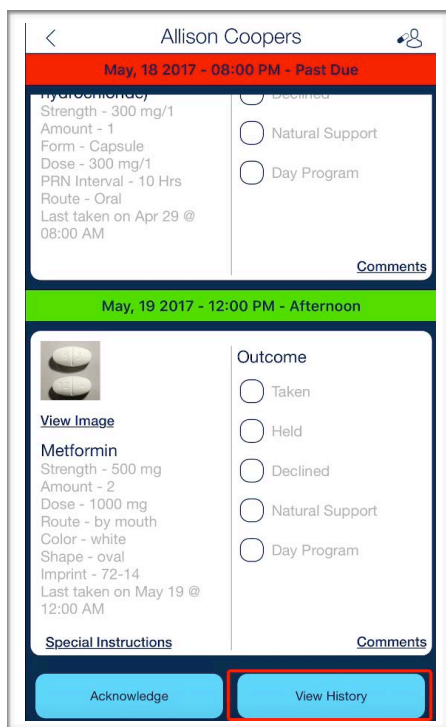 Allison Coopers
May, 18 2017 - 08:00 PM - Past Due
hydrochloride)
Strength - 300 mg/1
Amount - 1
Form - Capsule
Dose - 300 mg/1
PRN Interval - 10 Hrs
Route - Oral
Last taken on Apr 29 @
08:00 AM
Declined
Natural Support
Day Program
Comments
May, 19 2017 - 12:00 PM - Afternoon
View Image
Metformin
Strength - 500 mg
Amount - 2
Dose - 1000 mg
Route - by mouth
Color - white
Shape - oval
Imprint - 72-14
Last taken on May 19 @
12:00 AM
Special Instructions
Outcome
Taken
Held
Declined
Natural Support
Day Program
Comments
Acknowledge
View History